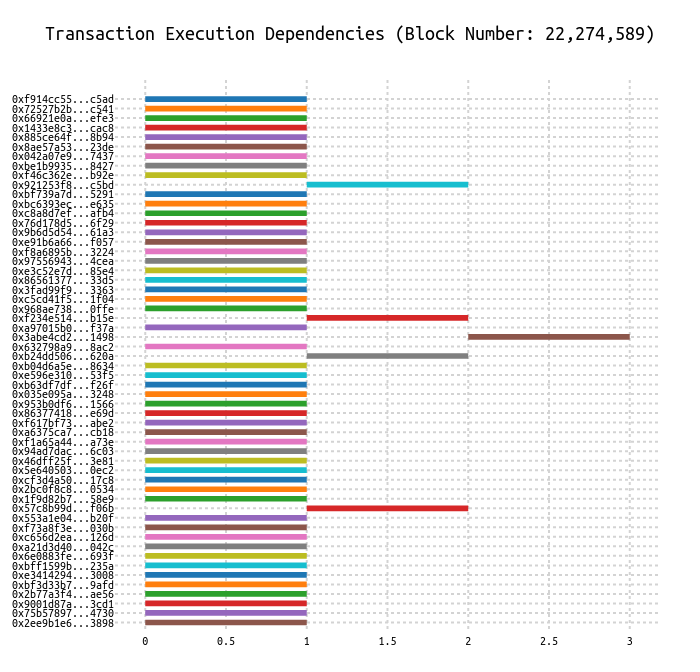 Transaction Execution Dependencies (Block Number: 22,274,589)
0xf914cc55...c5ad
0x72527b2b...c541
0x66921e0a...efe3
0x1433e8c3...cac8
0x885ce64f...8b94
0x8ae57a53...23de
0x042a07e9...7437
0xbe1b9935...8427
0xf46c362e...b92e
0x921253f8...c5bd
0xbf739a7d...5291
0xbc6393ec...e635
0xc8a8d7ef...afb4
0x76d178d5...6f29
0x9b6d5d54...61a3
0xe91b6a66...f057
0xf8a6895b...3224
0x97556943...4cea
0xe3c52e7d...85e4
0x86561377...33d5
0x3fad99f9...3363
0xc5cd41f5...1f04
0x968ae738...0ffe
0xf234e514...b15e
0xa97015b0...f37a
0x3abe4cd2...1498
0x632798a9...8ac2
0xb24dd506...620a
0xb04d6a5e...8634
0xe596e310...53f5
0xb63df7df...f26f
0x035e095a...3248
0x953b0df6...1566
0x86377418...e69d
0xf617bf73...abe2
0xa6375ca7...cb18
0xf1a65a44...a73e
0x94ad7dac...6c03
0x46dff25f...3e81
0x5e640503...0ec2
0xcf3d4a50...17c8
0x2bc0f8c8...0534
0x1f9d82b7...58e9
0x57c8b99d...f06b
0x553a1e04...b20f
0xf73a8f3e...030b
0xc656d2ea...126d
0xa21d3d40...042c
0x6e0883fe...693f
0xbff1599b...235a
0xe3414294...3008
0xbf3d33b7...9afd
0x2b77a3f4...ae56
0x9001d87a...3cd1
0x75b57897...4730
0x2ee9b1e6...3898
0 0.5 1 1.5 2 2.5 3